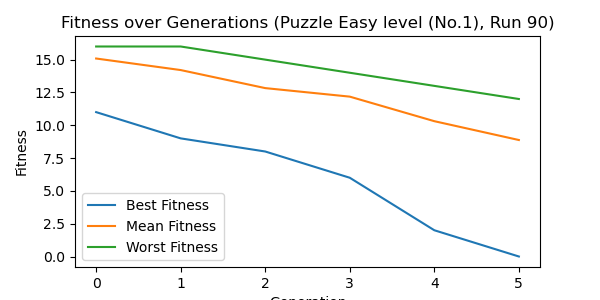 Fitness over Generations (Puzzle Easy level (No.1), Run 90)
15.0
12.5
10.0
7.5
5.0
2.5
0.0
Fitness
Best Fitness
Mean Fitness
Worst Fitness
0 1 2 3 4 5
Generation